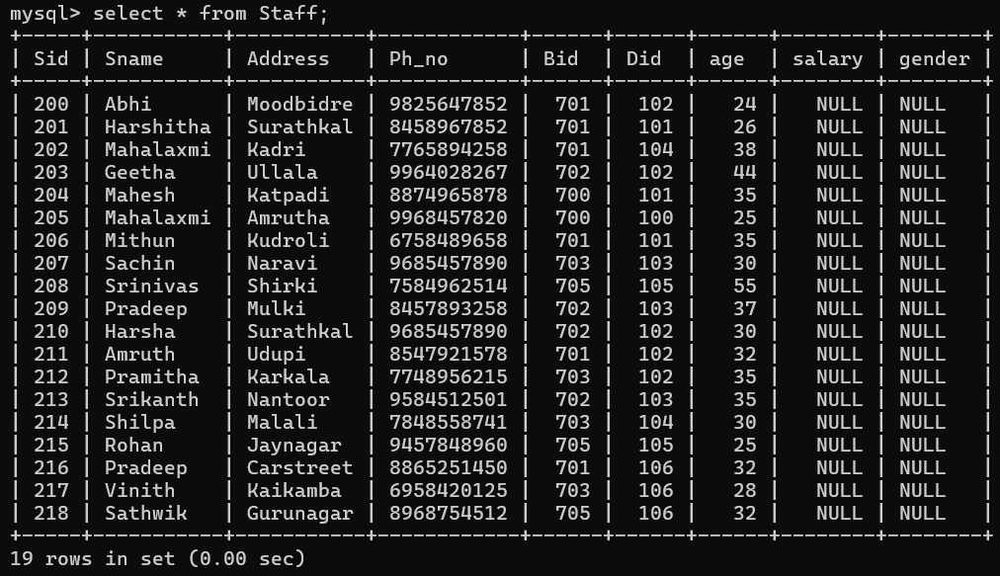 mysql> select * from Staff;
+-----+-----------+-----------+------------+------+------+------+--------+--------+
| Sid | Sname     | Address   | Ph_no      | Bid  | Did  | age  | salary | gender |
+-----+-----------+-----------+------------+------+------+------+--------+--------+
| 200 | Abhi      | Moodbidre | 9825647852 |  701 |  102 |   24 |   NULL | NULL   |
| 201 | Harshitha | Surathkal | 8458967852 |  701 |  101 |   26 |   NULL | NULL   |
| 202 | Mahalaxmi | Kadri     | 7765894258 |  701 |  104 |   38 |   NULL | NULL   |
| 203 | Geetha    | Ullala    | 9964028267 |  702 |  102 |   44 |   NULL | NULL   |
| 204 | Mahesh    | Katpadi   | 8874965878 |  700 |  101 |   35 |   NULL | NULL   |
| 205 | Mahalaxmi | Amrutha   | 9968457820 |  700 |  100 |   25 |   NULL | NULL   |
| 206 | Mithun    | Kudroli   | 6758489658 |  701 |  101 |   35 |   NULL | NULL   |
| 207 | Sachin    | Naravi    | 9685457890 |  703 |  103 |   30 |   NULL | NULL   |
| 208 | Srinivas  | Shirki    | 7584962514 |  705 |  105 |   55 |   NULL | NULL   |
| 209 | Pradeep   | Mulki     | 8457893258 |  702 |  103 |   37 |   NULL | NULL   |
| 210 | Harsha    | Surathkal | 9685457890 |  702 |  102 |   30 |   NULL | NULL   |
| 211 | Amruth    | Udupi     | 8547921578 |  701 |  102 |   32 |   NULL | NULL   |
| 212 | Pramitha  | Karkala   | 7748956215 |  703 |  102 |   35 |   NULL | NULL   |
| 213 | Srikanth  | Nantoor   | 9584512501 |  702 |  103 |   35 |   NULL | NULL   |
| 214 | Shilpa    | Malali    | 7848558741 |  703 |  104 |   30 |   NULL | NULL   |
| 215 | Rohan     | Jaynagar  | 9457848960 |  705 |  105 |   25 |   NULL | NULL   |
| 216 | Pradeep   | Carstreet | 8865251450 |  701 |  106 |   32 |   NULL | NULL   |
| 217 | Vinith    | Kaikamba  | 6958420125 |  703 |  106 |   28 |   NULL | NULL   |
| 218 | Sathwik   | Gurunagar | 8968754512 |  705 |  106 |   32 |   NULL | NULL   |
+-----+-----------+-----------+------------+------+------+------+--------+--------+
19 rows in set (0.00 sec)